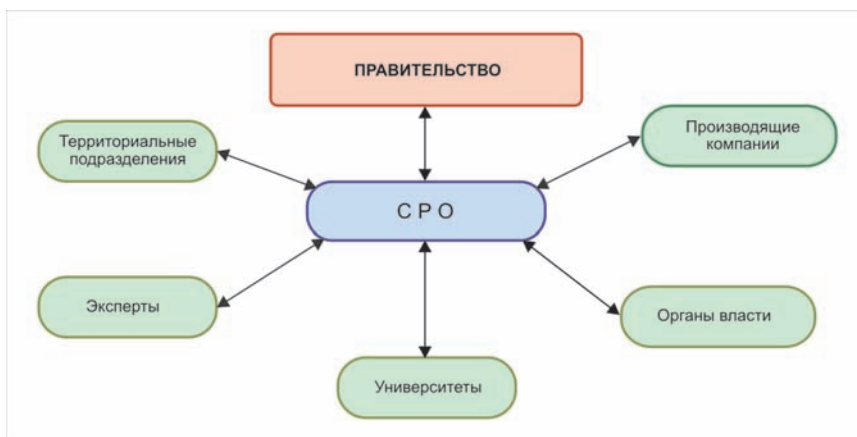 ПРАВИТЕЛЬСТВО
Территориальные
подразделения
Производящие
компании
С Р О
Эксперты
Органы власти
Университеты